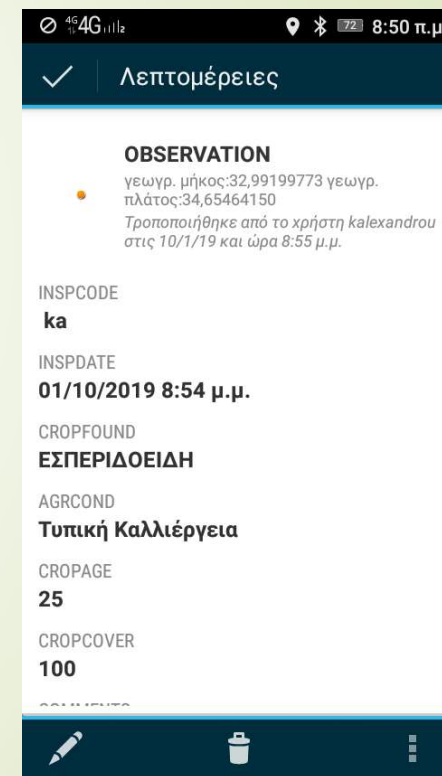 4G 4G 72 8:50 π.μ
Λεπτομέρειες
OBSERVATION
γεωγρ. μήκος:32,99199773 γεωγρ.
πλάτος:34,65464150
Τροποποιήθηκε από το χρήστη kalexandrou
στις 10/1/19 και ώρα 8:55 μ.μ.
INSPCODE
ka
INSPDATE
01/10/2019 8:54 μ.μ.
CROPFOUND
ΕΣΠΕΡΙΔΟΕΙΔΗ
AGRCOND
Τυπική Καλλιέργεια
CROPAGE
25
CROPCOVER
100